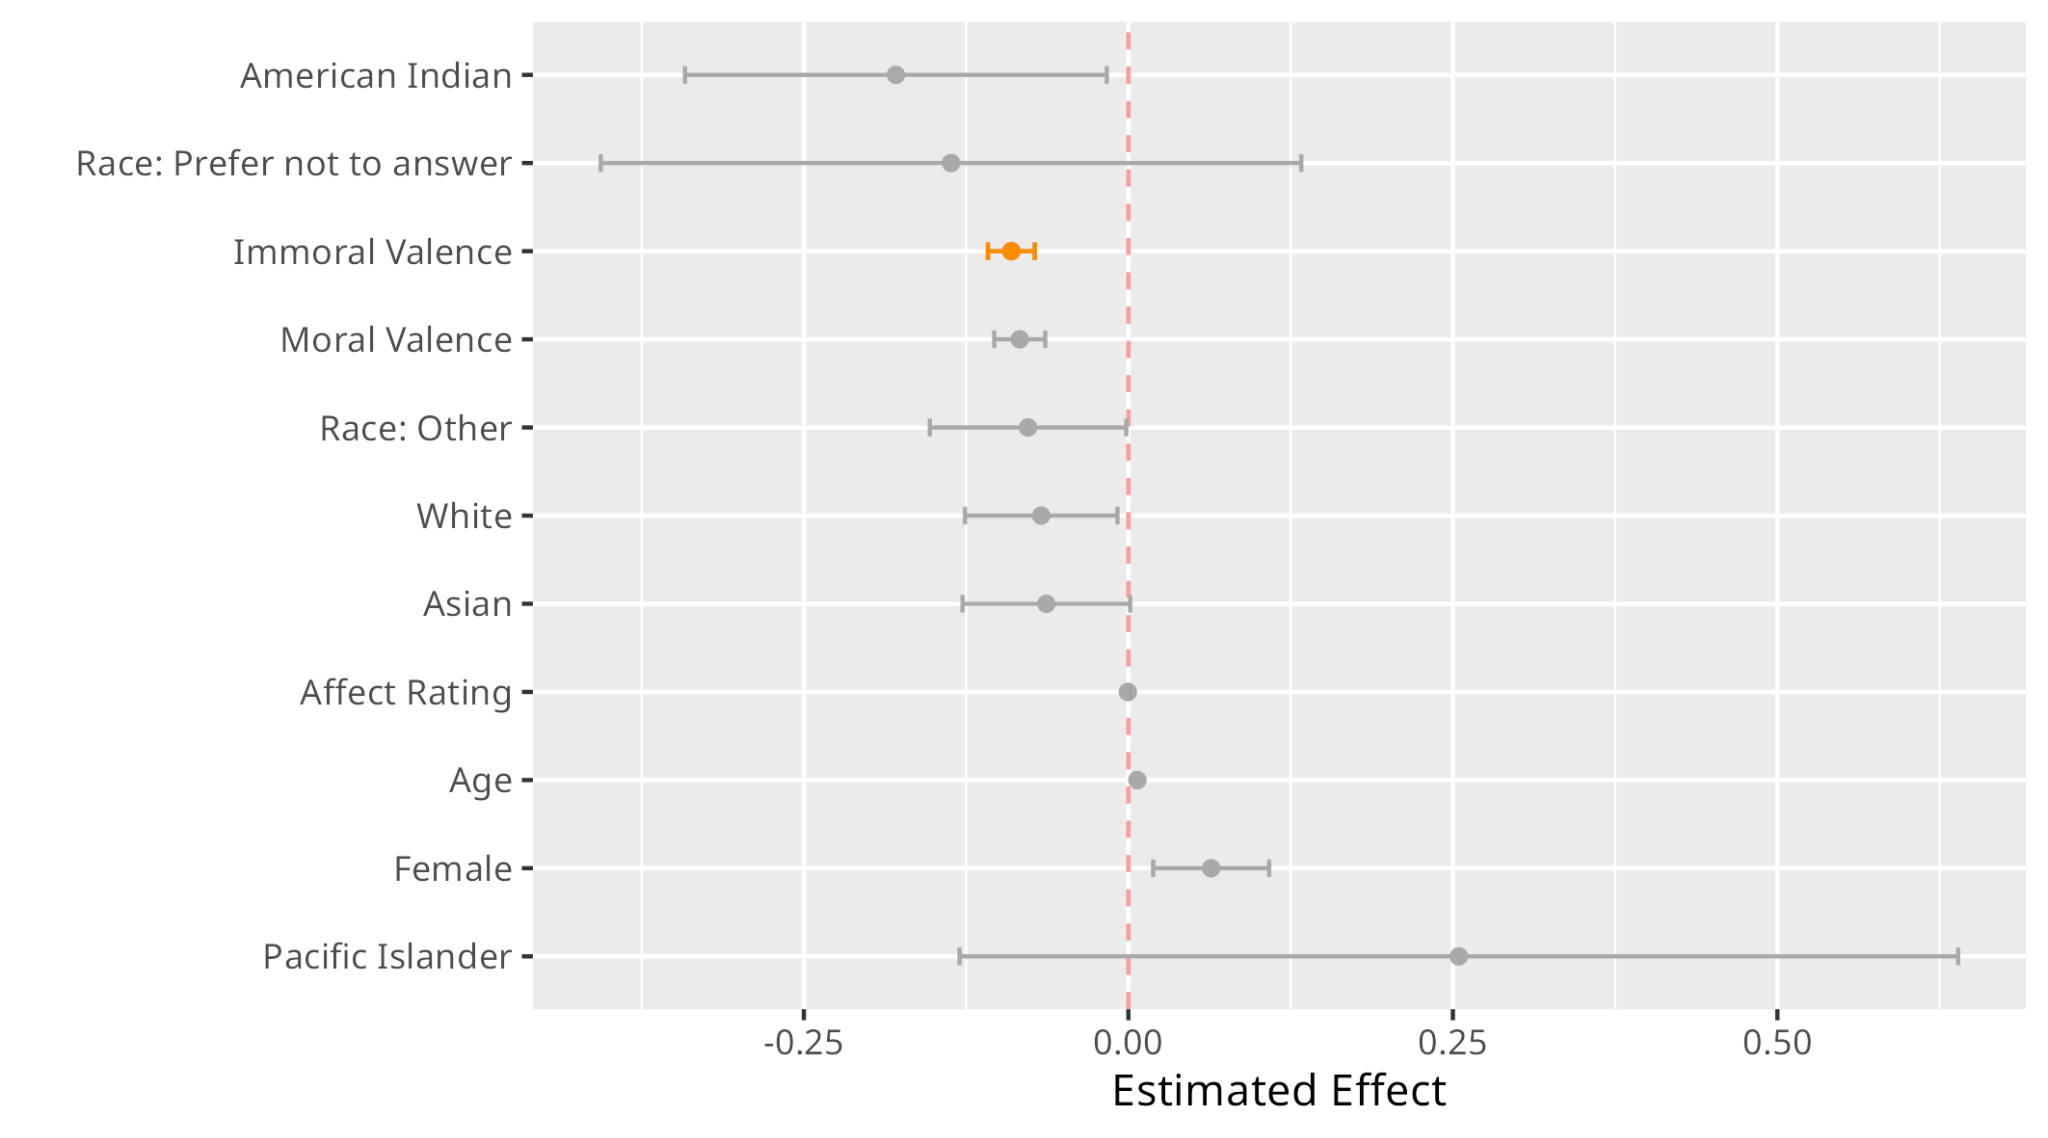 American Indian
Race: Prefer not to answer
Immoral Valence
Moral Valence
Race: Other
White
Asian
Affect Rating
Age
Female
Pacific Islander
-0.25 0.00 0.25 0.50
Estimated Effect